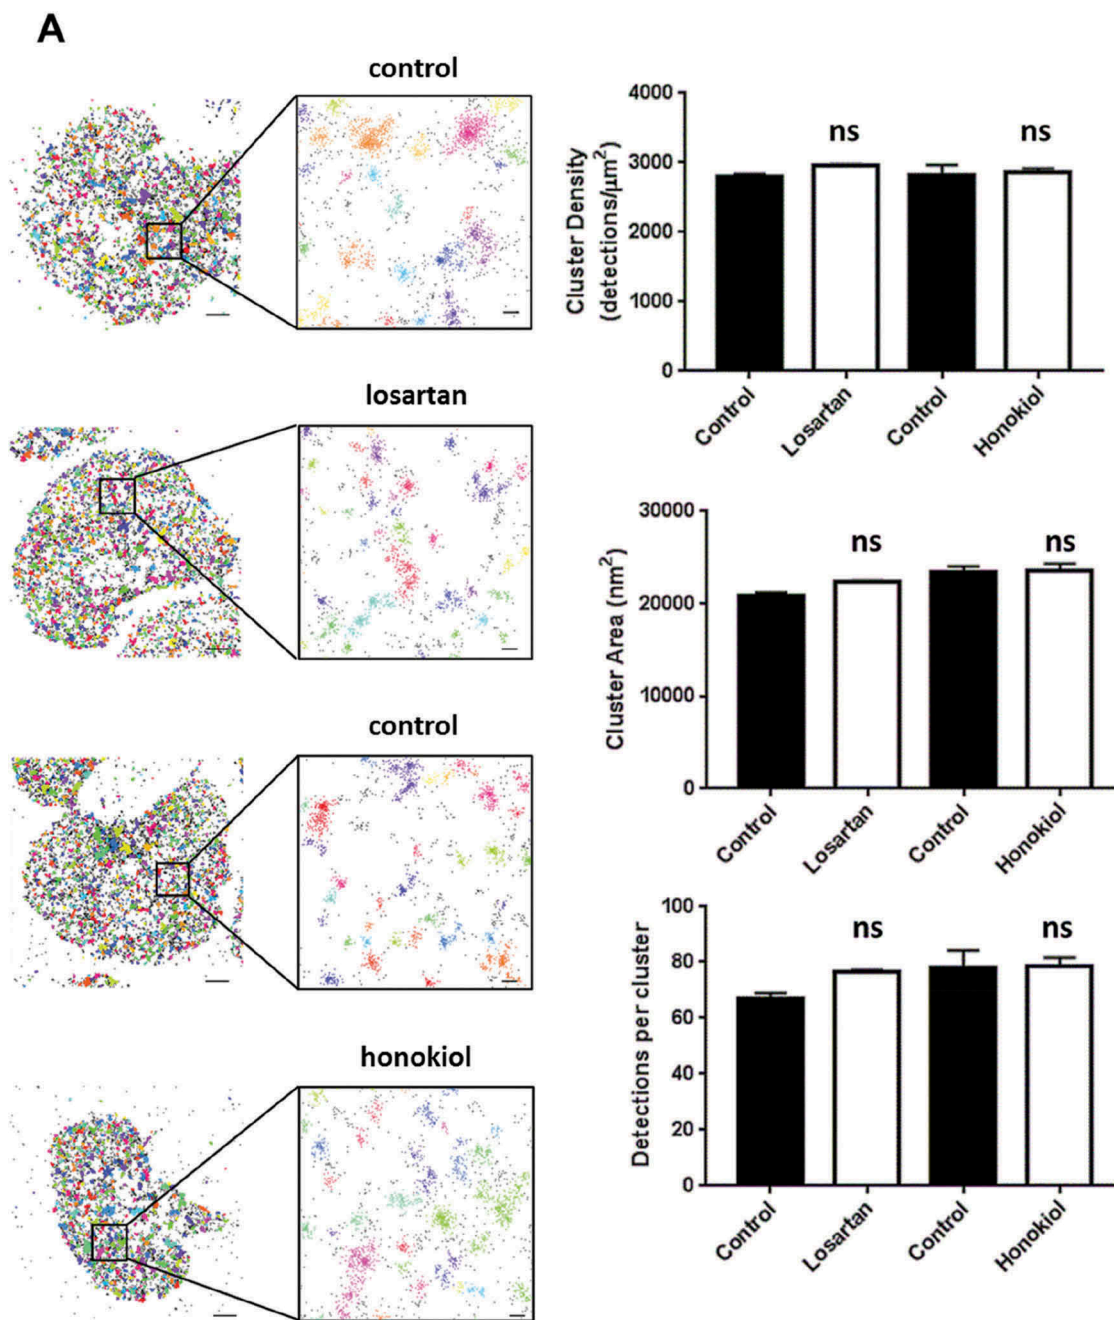 A
control
losartan
control
honokiol
Cluster Density
(detections/μm²)
4000
3000
2000
1000
0
ns
ns
Control
Losartan
Control
Honokiol
Cluster Area (nm²)
30000
20000
10000
0
ns
ns
Control
Losartan
Control
Honokiol
Detections per cluster
100
80
60
40
20
0
ns
ns
Control
Losartan
Control
Honokiol